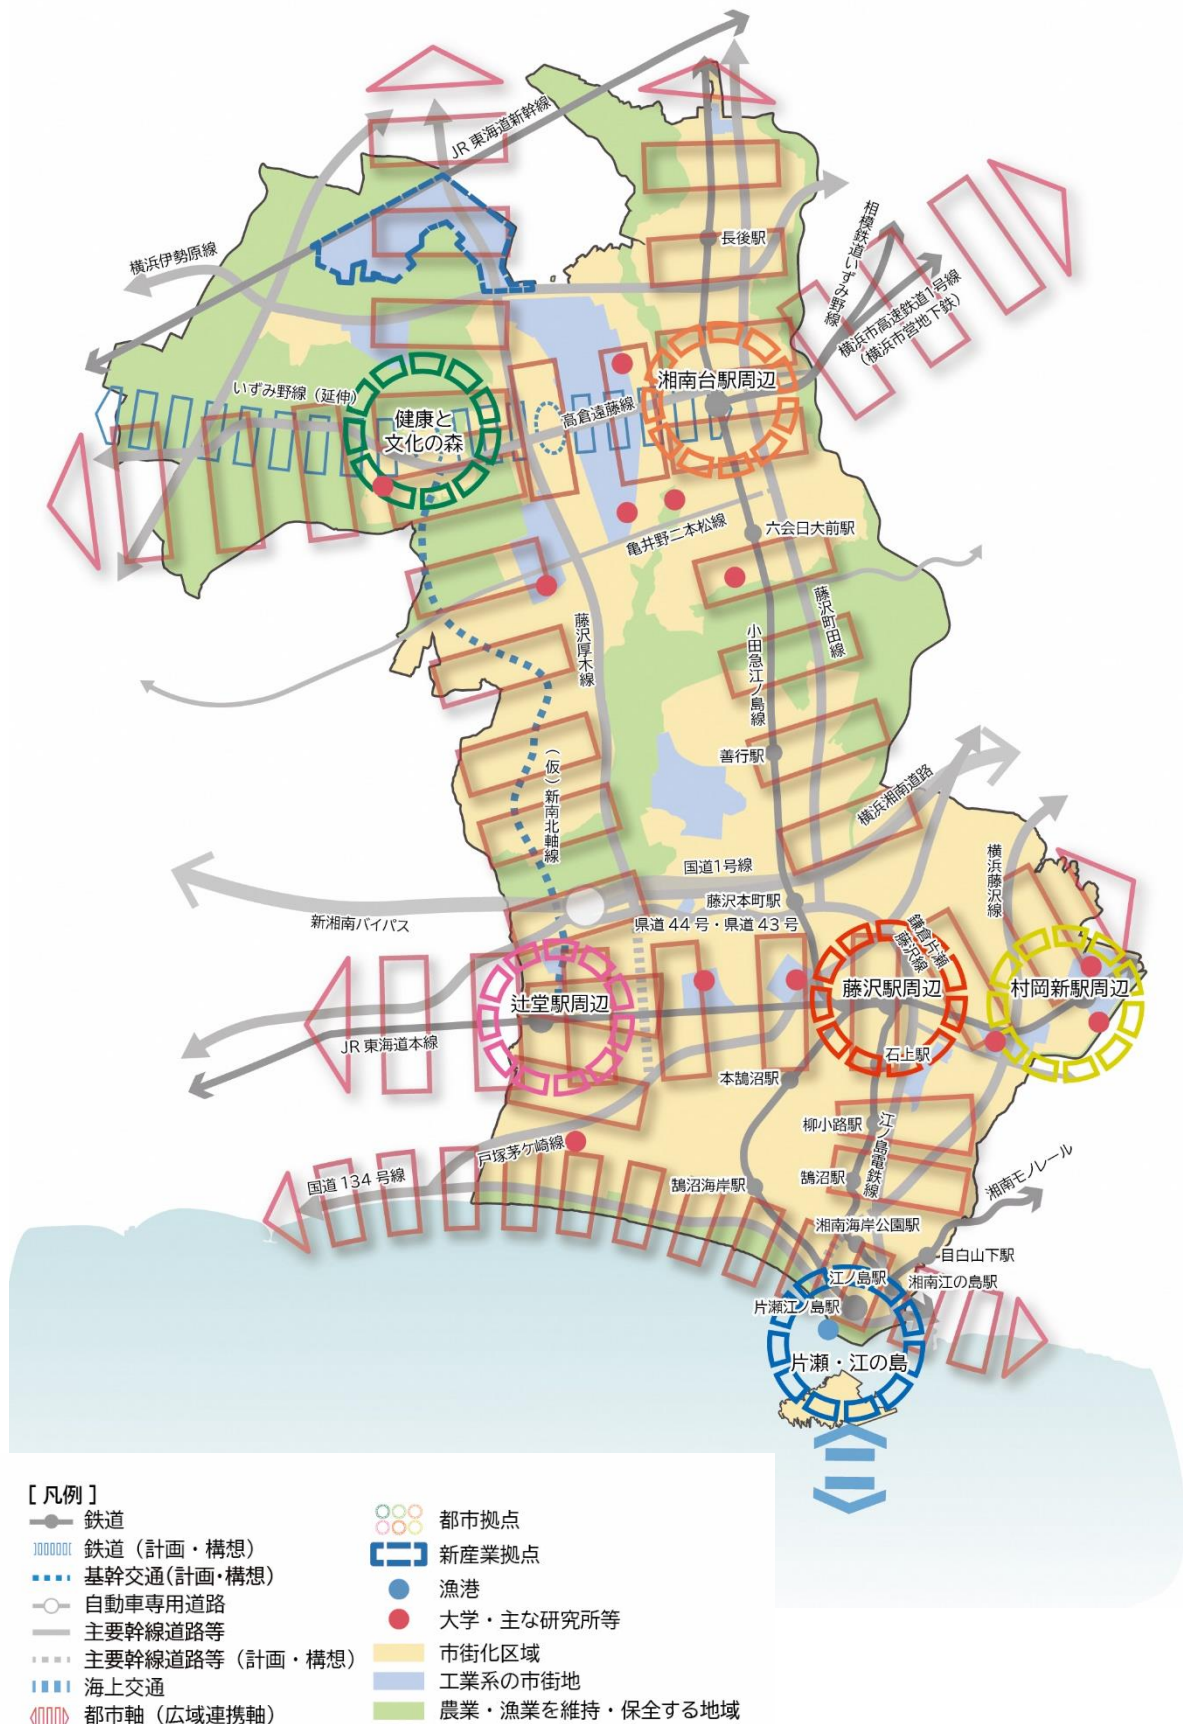 JR東海道新幹線
横浜伊勢原線
長後駅
相模鉄道いずみ野線
横浜市高速鉄道1号線
(横浜市営地下鉄)
湘南台駅周辺
いずみ野線(延伸)
健康と
文化の森
高倉遠藤線
六会日大前駅
亀井野二本松線
藤沢町田線
藤沢厚木線
小田急江ノ島線
善行駅
(仮)新南北軸線
横浜湘南道路
国道1号線
横浜藤沢線
藤沢本町駅
新湘南バイパス
県道44号・県道43号
鎌倉片瀬
藤沢線
辻堂駅周辺
藤沢駅周辺
村岡新駅周辺
JR東海道本線
石上駅
本鵠沼駅
柳小路駅
江ノ島電鉄線
戸塚茅ケ崎線
国道134号線
鵠沼海岸駅
鵠沼駅
湘南モノレール
湘南海岸公園駅
目白山下駅
江ノ島駅
湘南江の島駅
片瀬江ノ島駅
片瀬・江の島
[凡例]
鉄道
鉄道(計画・構想)
基幹交通(計画・構想)
自動車専用道路
主要幹線道路等
主要幹線道路等(計画・構想)
海上交通
都市軸(広域連携軸)
都市拠点
新産業拠点
漁港
大学・主な研究所等
市街化区域
工業系の市街地
農業・漁業を維持・保全する地域